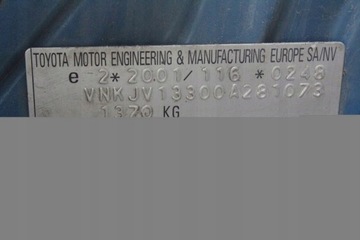 TOYOTA MOTOR ENGINEERING & MANUFACTURING EUROPE SA/NV
e 2*2001/116 *0248
VNKJV13300A281073
1370 KG